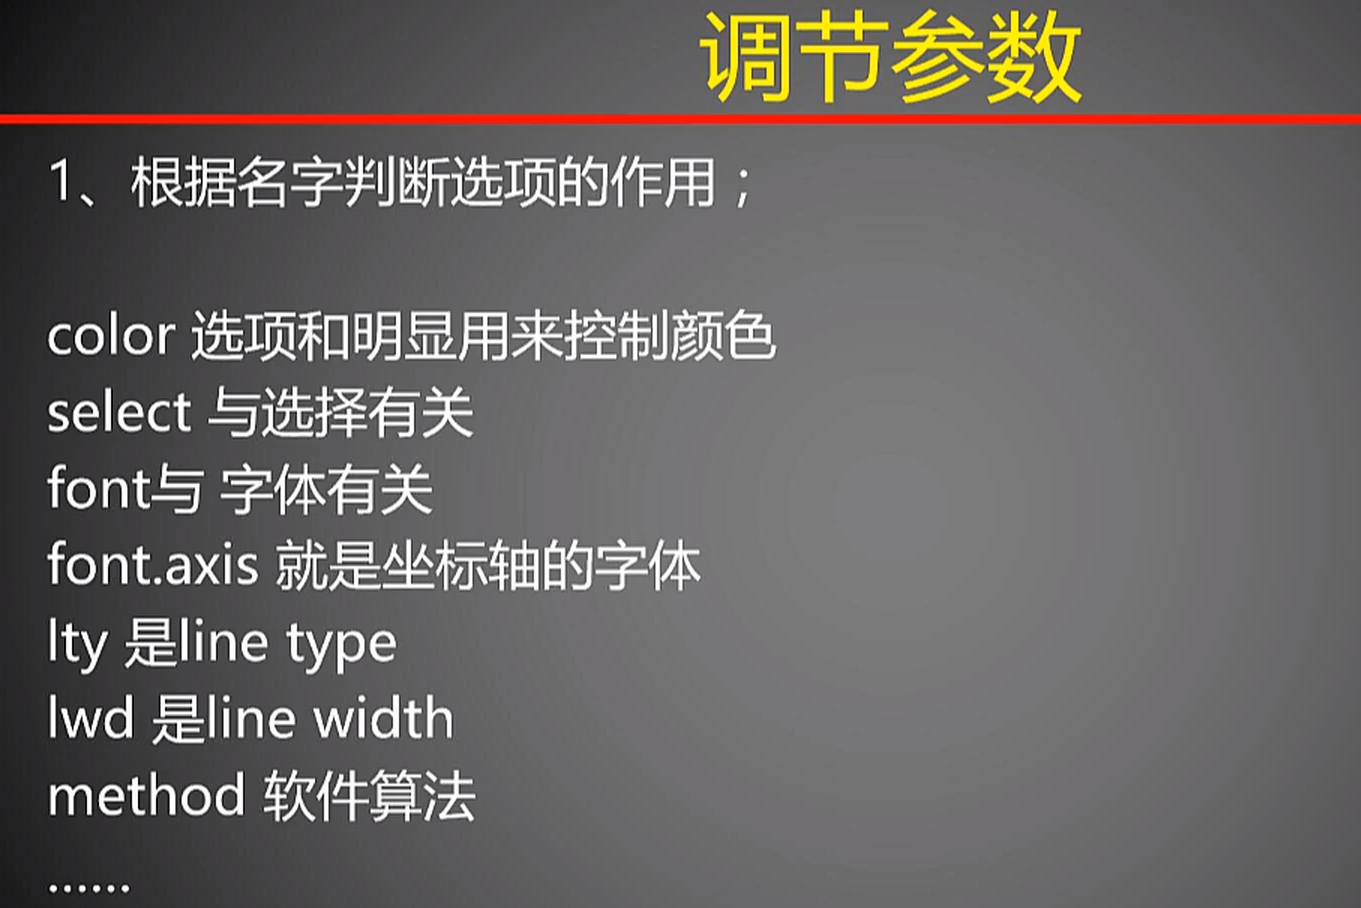 调节参数
1、根据名字判断选项的作用；
color 选项和明显用来控制颜色
select 与选择有关
font与 字体有关
font.axis 就是坐标轴的字体
lty 是line type
lwd 是line width
method 软件算法
......